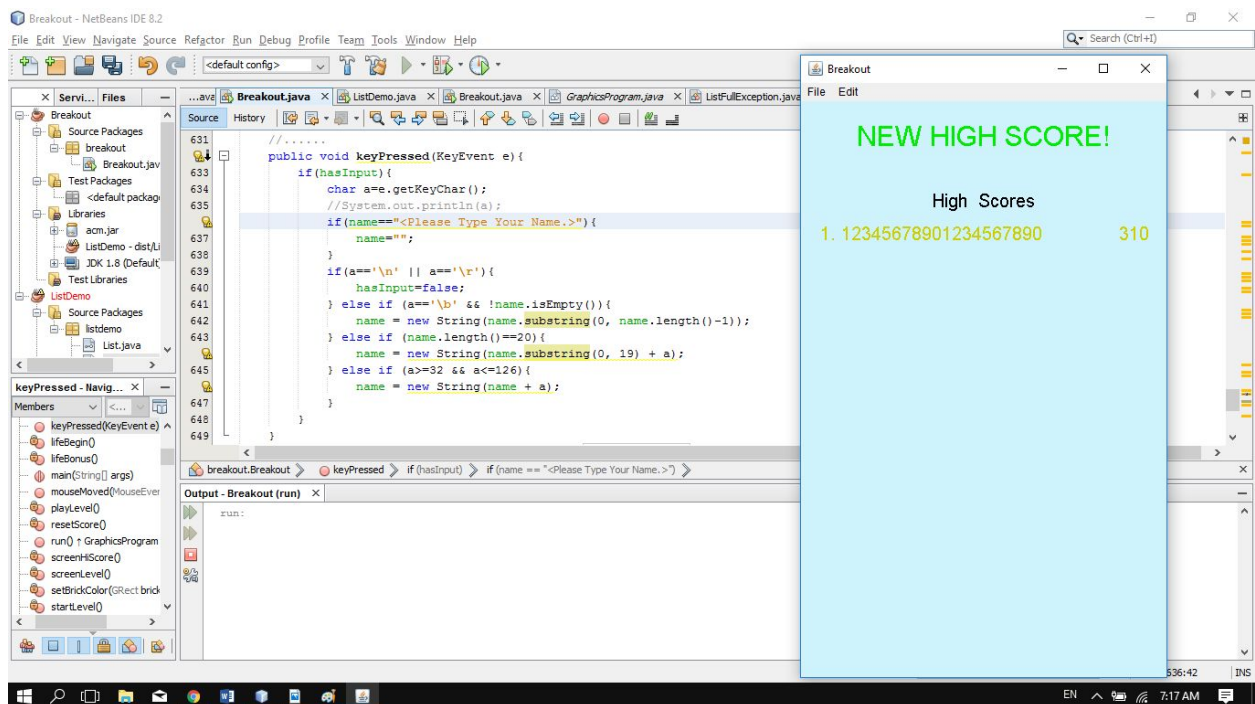 Breakout - NetBeans IDE 8.2
File Edit View Navigate Source Refactor Run Debug Profile Team Tools Window Help
Search (Ctrl+I)
<default config>
Servi... Files
Breakout
Source Packages
breakout
Breakout.jav
Test Packages
<default packag
Libraries
acm.jar
ListDemo - dist/Li
JDK 1.8 (Default
Test Libraries
ListDemo
Source Packages
listdemo
List.java
keyPressed - Navig...
Members <...
keyPressed(KeyEvent e)
lifeBegin()
lifeBonus()
main(String[] args)
mouseMoved(MouseEver
playLevel()
resetScore()
run() ↑ GraphicsProgram
screenHiScore()
screenLevel()
setBrickColor(GRect brick
startLevel()
...ava Breakout.java ListDemo.java Breakout.java GraphicsProgram.java ListFullException.java
Source History
631 //......
public void keyPressed(KeyEvent e){
633 if(hasInput){
634 char a=e.getKeyChar();
635 //System.out.println(a);
if(name=="<Please Type Your Name.>"){
637 name="";
638 }
639 if(a=='\n' || a=='\r'){
640 hasInput=false;
641 } else if (a=='\b' && !name.isEmpty()){
642 name = new String(name.substring(0, name.length()-1));
643 } else if (name.length()==20){
name = new String(name.substring(0, 19) + a);
645 } else if (a>=32 && a<=126){
name = new String(name + a);
647 }
648 }
649 }
breakout.Breakout keyPressed if (hasInput) if (name == "<Please Type Your Name.>")
Output - Breakout (run)
run:
Breakout
File Edit
NEW HIGH SCORE!
High Scores
1. 12345678901234567890 310
636:42 INS
EN 7:17 AM